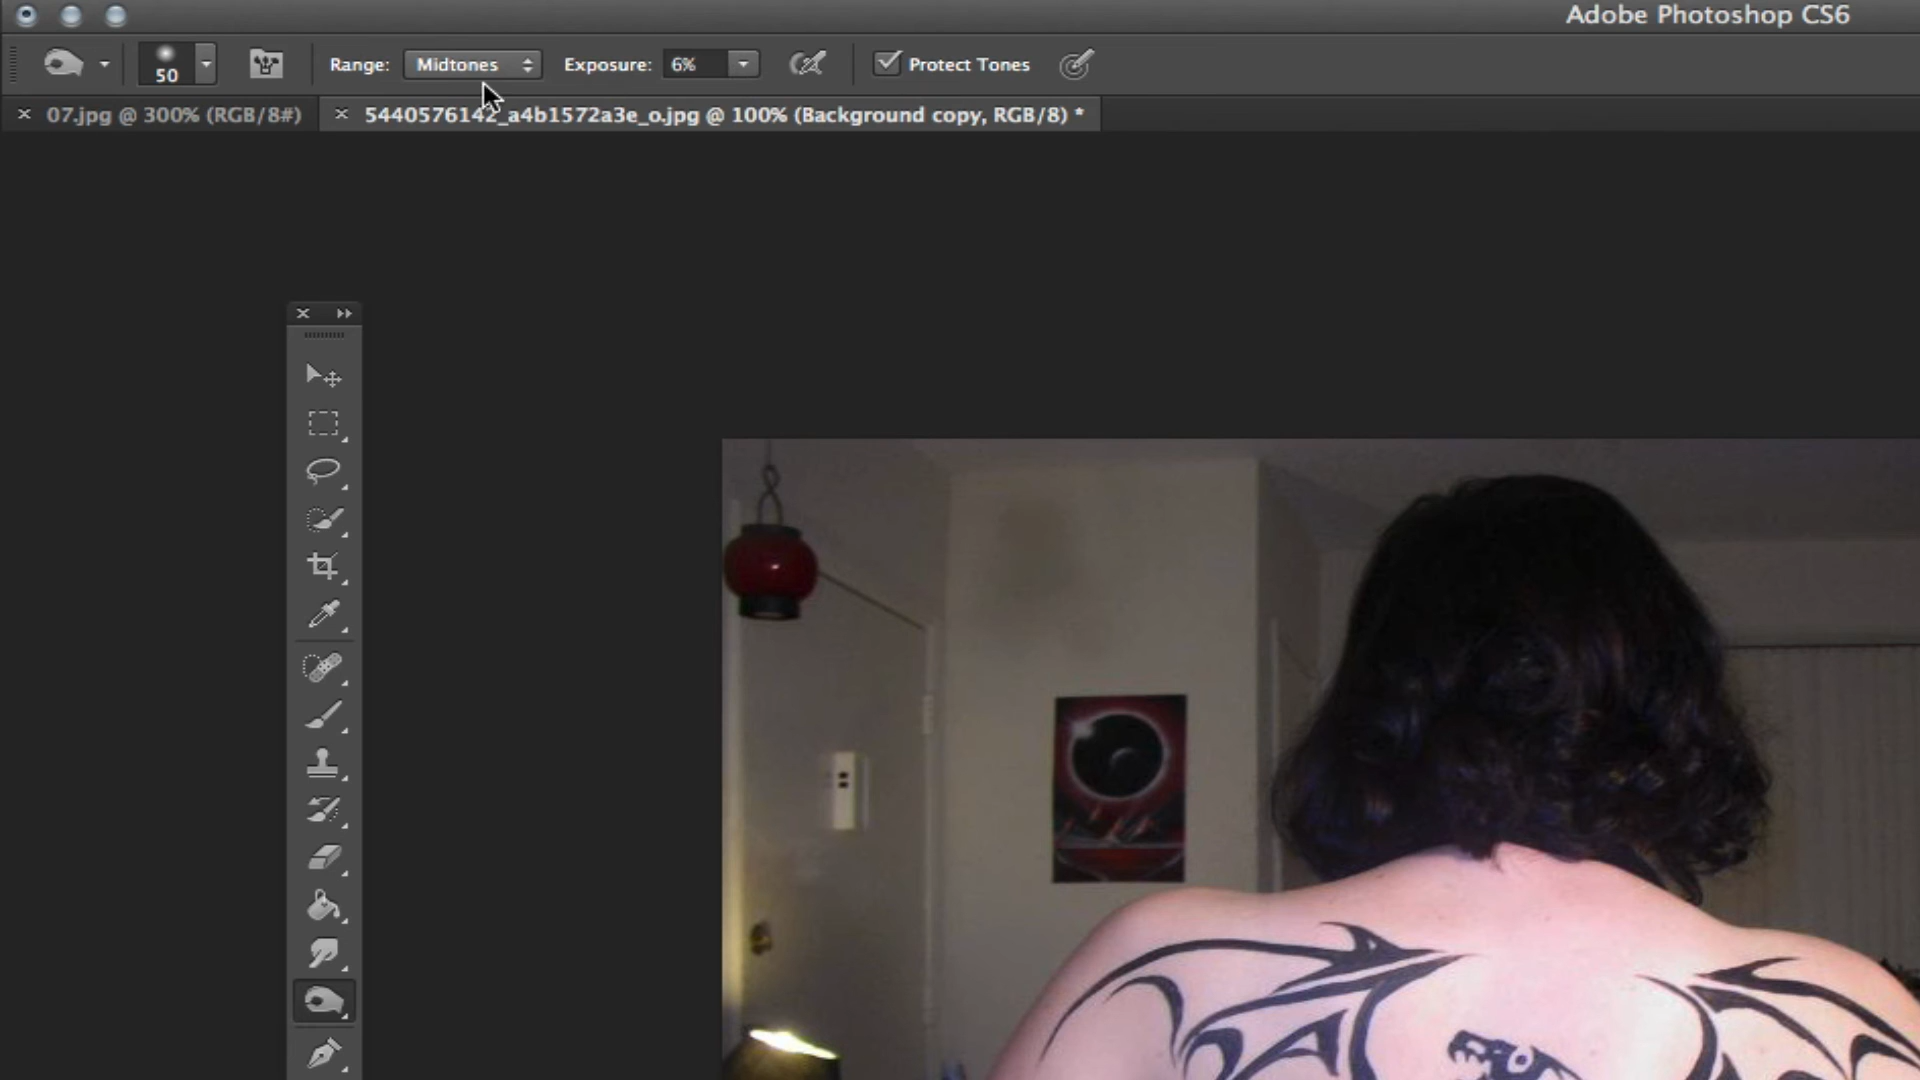 Adobe Photoshop CS6
50
Range: Midtones Exposure: 6% Protect Tones
07.jpg @ 300% (RGB/8#)
5440576142_a4b1572a3e_o.jpg @ 100% (Background copy, RGB/8) *